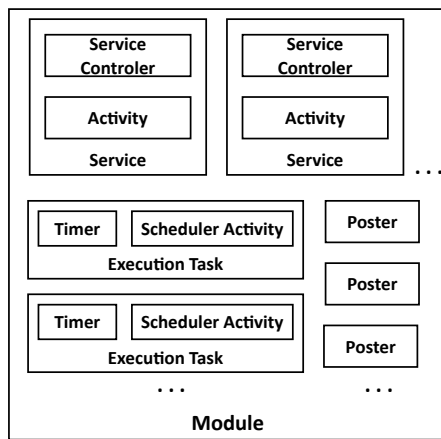 Service
Controler
Service
Controler
Activity
Activity
Service
Service
. . .
Timer
Scheduler Activity
Poster
Execution Task
Poster
Timer
Scheduler Activity
Execution Task
Poster
. . .
. . .
Module